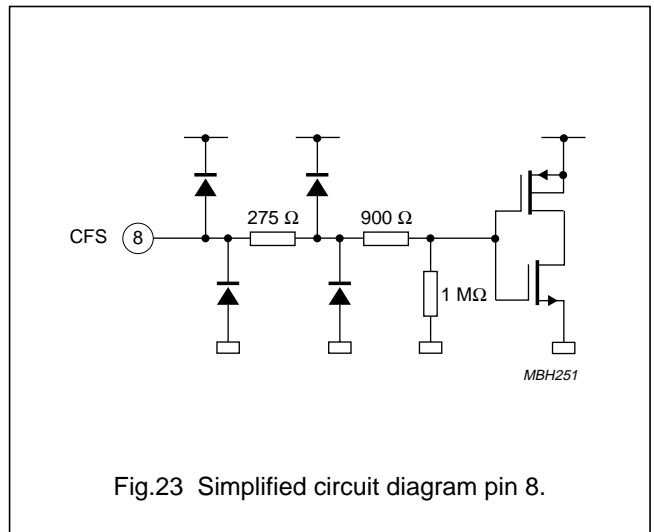 275 Ω 900 Ω
CFS 8
1 MΩ
MBH251
Fig.23 Simplified circuit diagram pin 8.